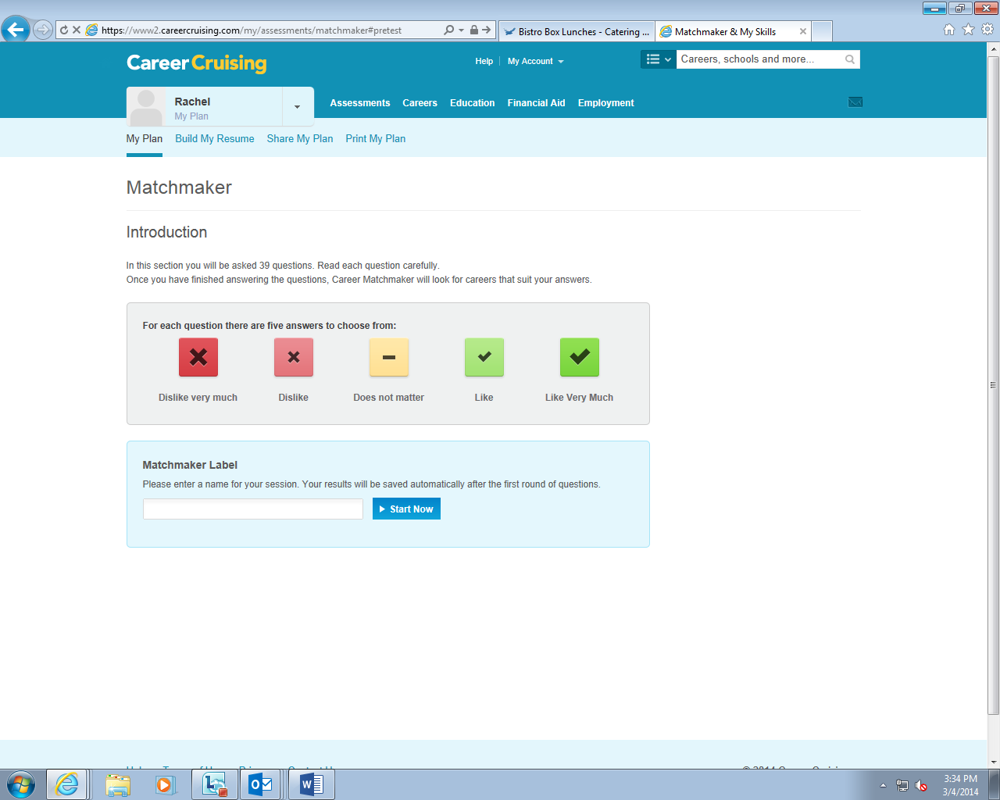 https://www2.careercruising.com/my/assessments/matchmaker#pretest
Bistro Box Lunches - Catering ...
Matchmaker & My Skills
Career Cruising
Help
My Account
Careers, schools and more...
Rachel
My Plan
Assessments
Careers
Education
Financial Aid
Employment
My Plan
Build My Resume
Share My Plan
Print My Plan
Matchmaker
Introduction
In this section you will be asked 39 questions. Read each question carefully.
Once you have finished answering the questions, Career Matchmaker will look for careers that suit your answers.
For each question there are five answers to choose from:
Dislike very much
Dislike
Does not matter
Like
Like Very Much
Matchmaker Label
Please enter a name for your session. Your results will be saved automatically after the first round of questions.
Start Now
3:34 PM
3/4/2014